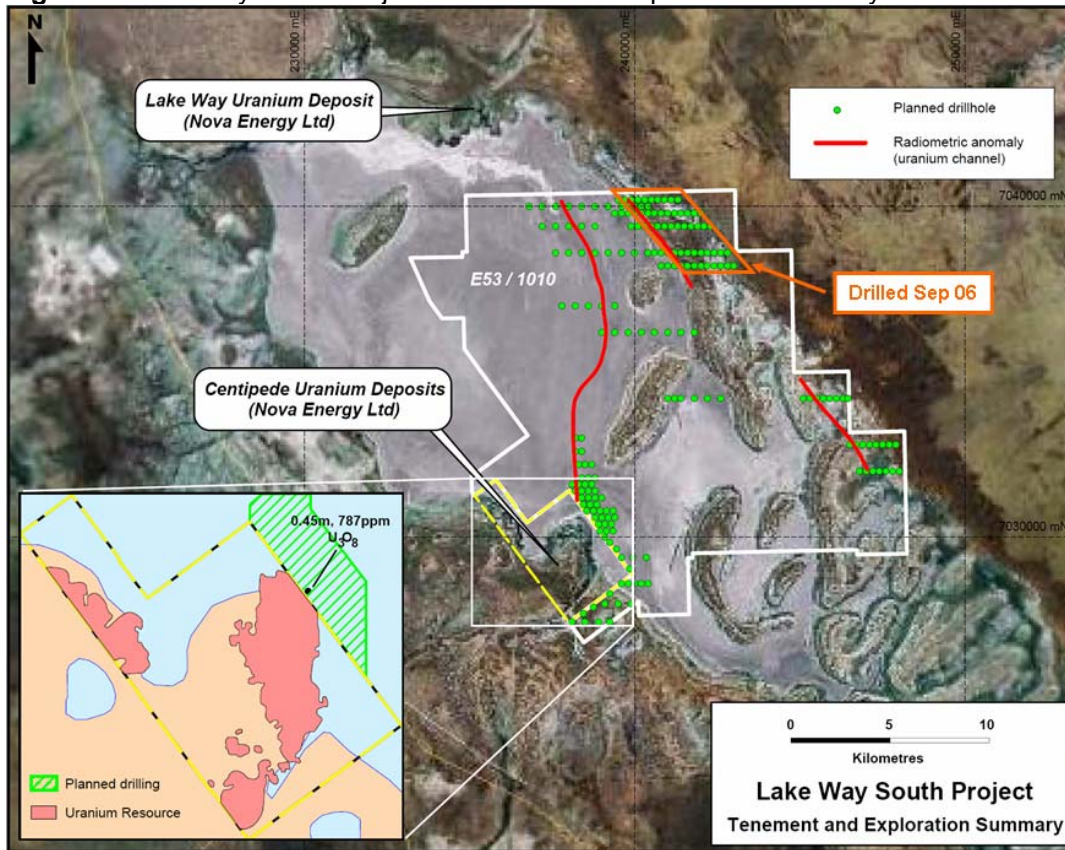 N
230000 mE
240000 mE
250000 mE
Lake Way Uranium Deposit
(Nova Energy Ltd)
Planned drillhole
Radiometric anomaly
(uranium channel)
7040000 mN
E53 / 1010
Drilled Sep 06
Centipede Uranium Deposits
(Nova Energy Ltd)
7030000 mN
0.45m, 787ppm
U3O8
Planned drilling
Uranium Resource
0 5 10
Kilometres
Lake Way South Project
Tenement and Exploration Summary